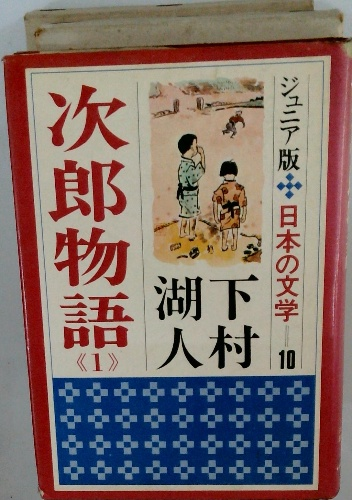 ジュニア版 日本の文学 10
下村
湖人
次郎物語
《1》